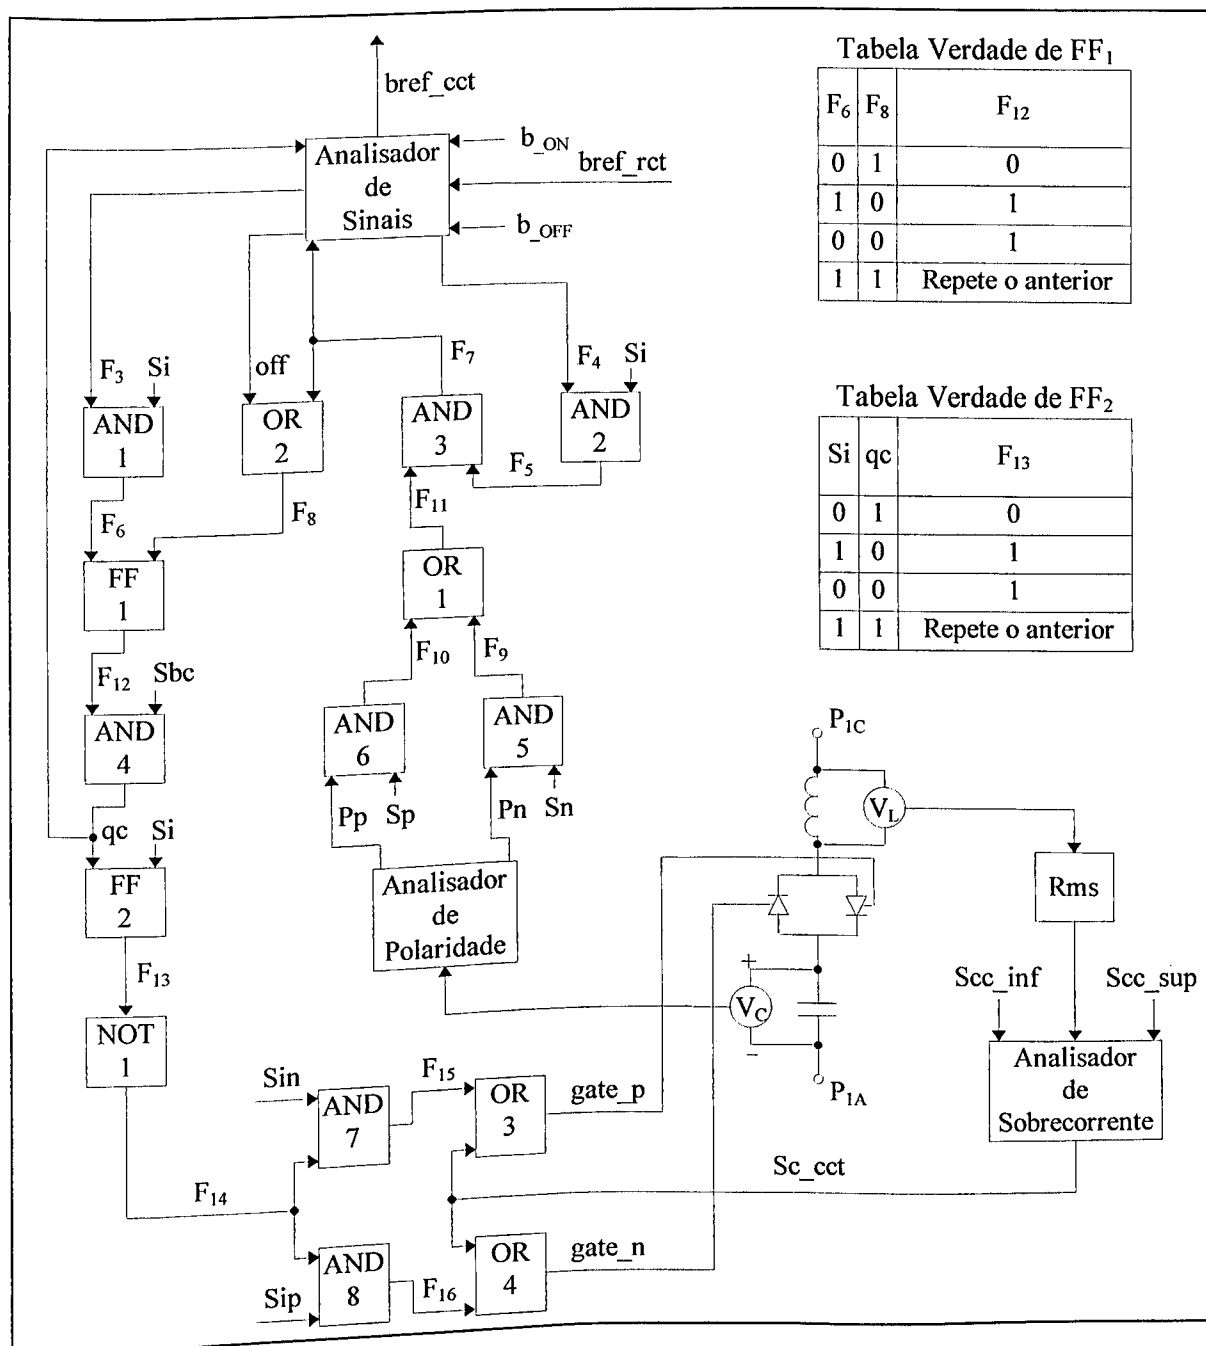 bref_cct
Analisador
de
Sinais
b_ON
bref_rct
b_OFF
F3
Si
off
F7
F4
Si
AND
1
OR
2
AND
3
AND
2
F5
F6
F8
F11
FF
1
OR
1
F12
Sbc
F10
F9
AND
4
AND
6
AND
5
qc
Si
Pp
Sp
Pn
Sn
FF
2
Analisador
de
Polaridade
F13
NOT
1
F14
Sin
AND
7
F15
OR
3
gate_p
Sip
AND
8
F16
OR
4
gate_n
Sc_cct
Tabela Verdade de FF1
F6 F8 F12
0 1 0
1 0 1
0 0 1
1 1 Repete o anterior
Tabela Verdade de FF2
Si qc F13
0 1 0
1 0 1
0 0 1
1 1 Repete o anterior
P1C
VL
Rms
+
VC
−
P1A
Scc_inf
Scc_sup
Analisador
de
Sobrecorrente